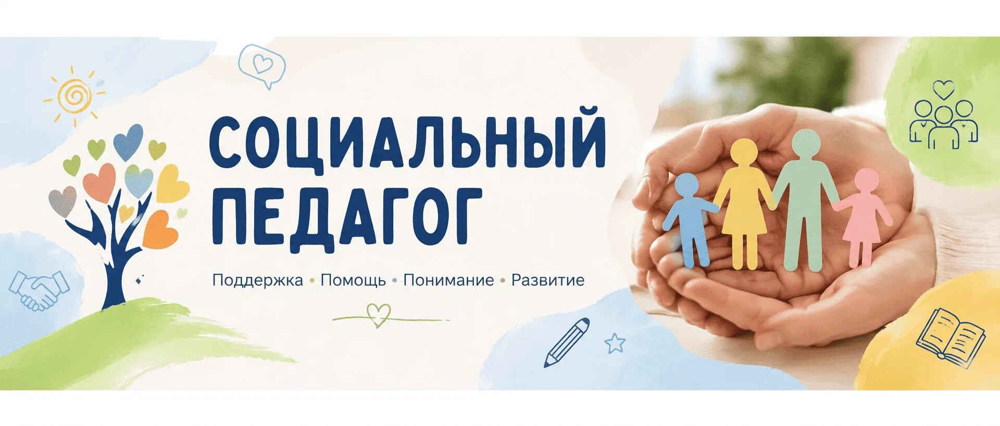 СОЦИАЛЬНЫЙ
ПЕДАГОГ
Поддержка • Помощь • Понимание • Развитие